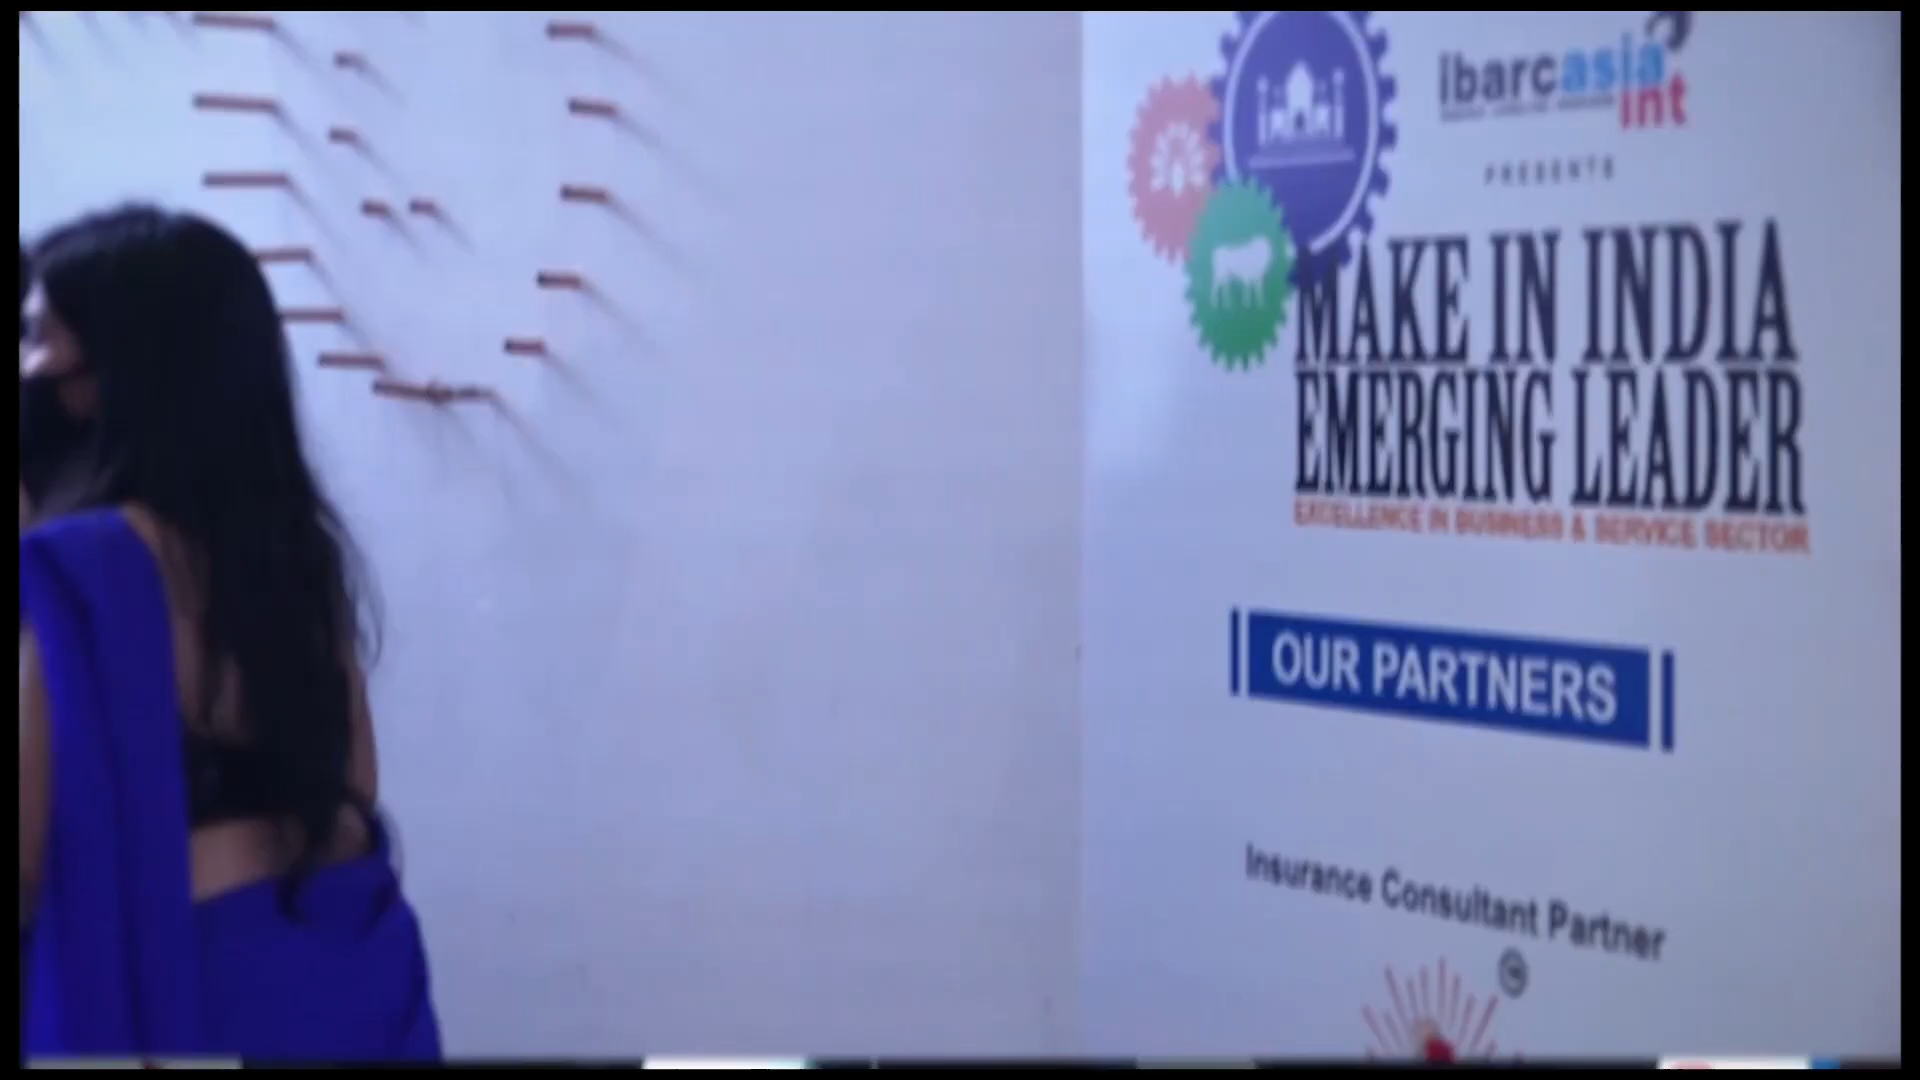 ibarcasia
int
PRESENTS
MAKE IN INDIA
EMERGING LEADER
EXCELLENCE IN BUSINESS & SERVICE SECTOR
OUR PARTNERS
Insurance Consultant Partner